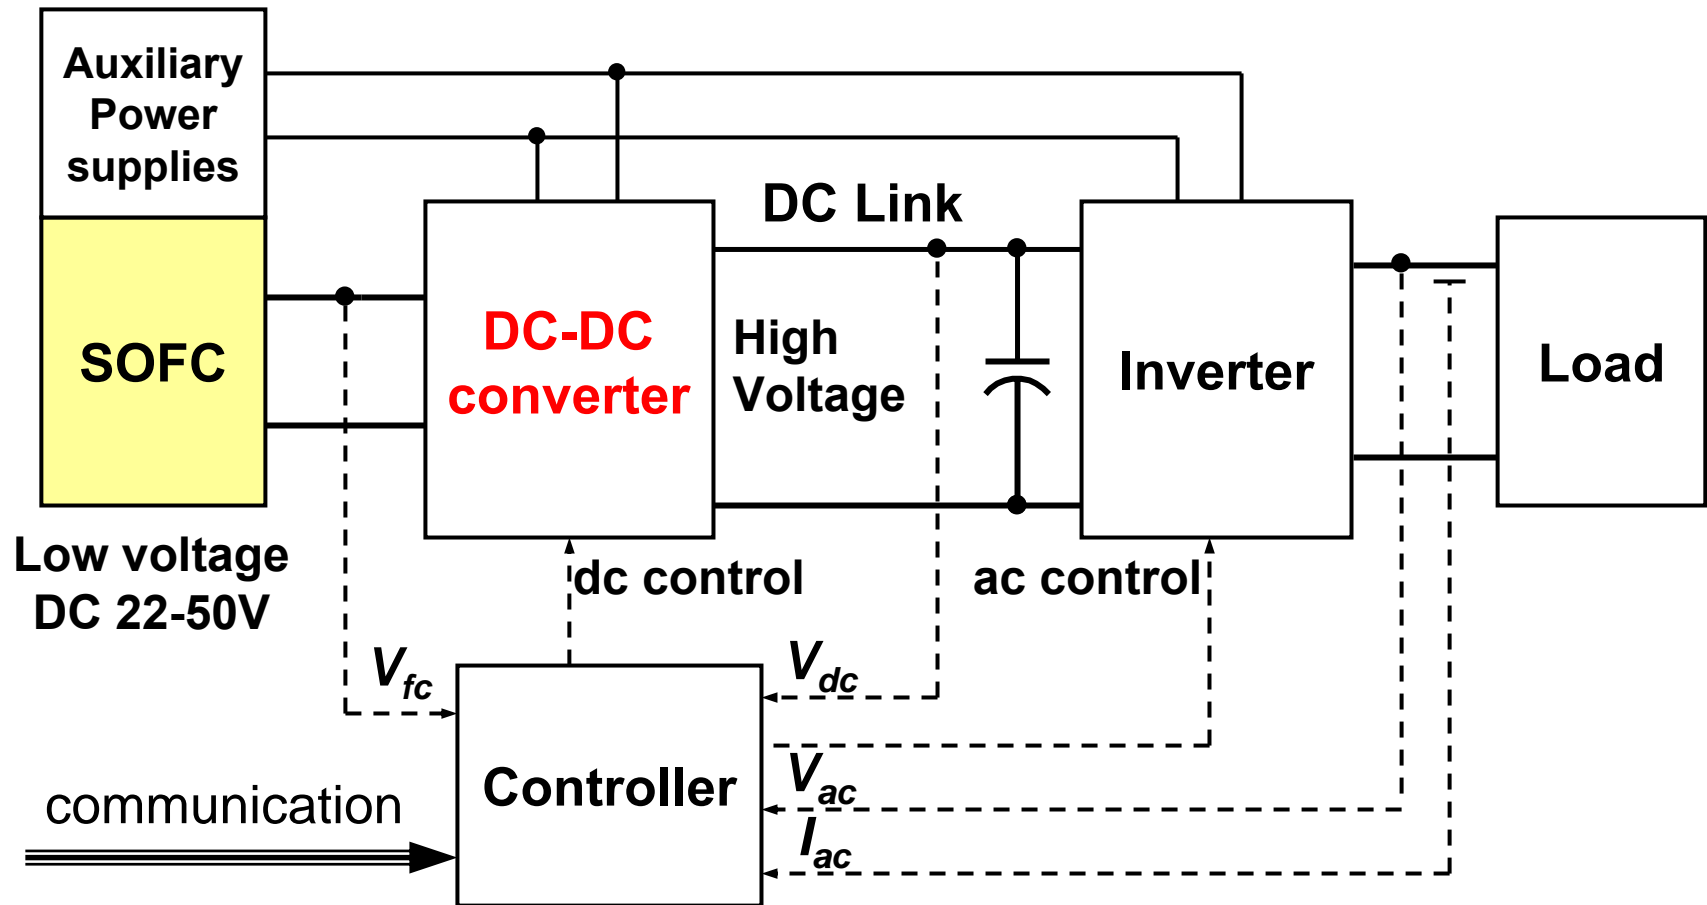 Auxiliary
Power
supplies
SOFC
Low voltage
DC 22-50V
DC-DC
converter
DC Link
High
Voltage
Inverter
Load
dc control
ac control
Vfc
Vdc
Vac
Iac
Controller
communication